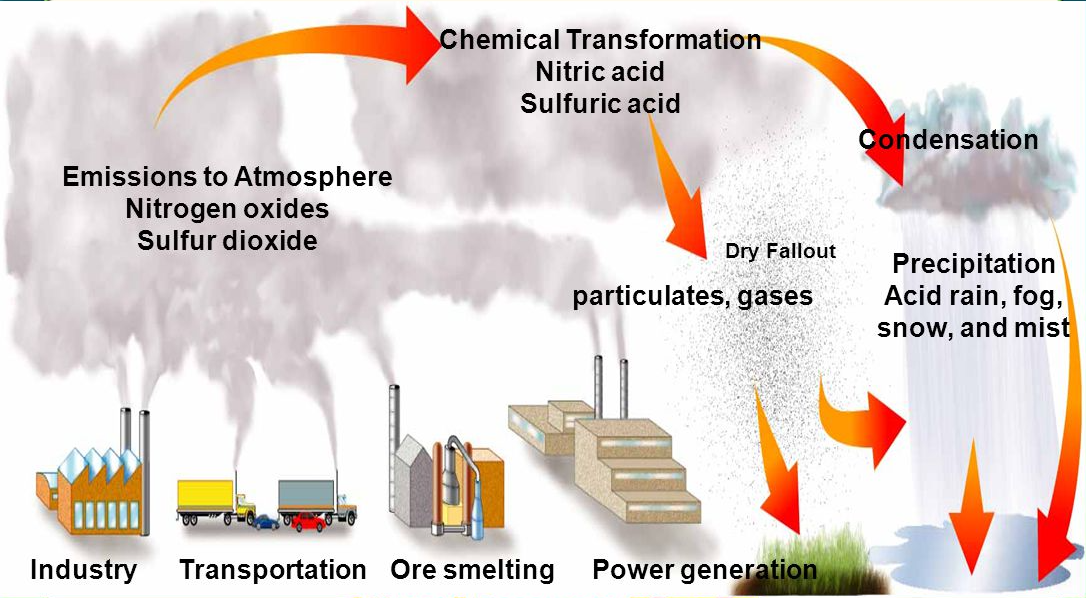 Chemical Transformation
Nitric acid
Sulfuric acid
Condensation
Emissions to Atmosphere
Nitrogen oxides
Sulfur dioxide
Dry Fallout
particulates, gases
Precipitation
Acid rain, fog,
snow, and mist
Industry
Transportation
Ore smelting
Power generation